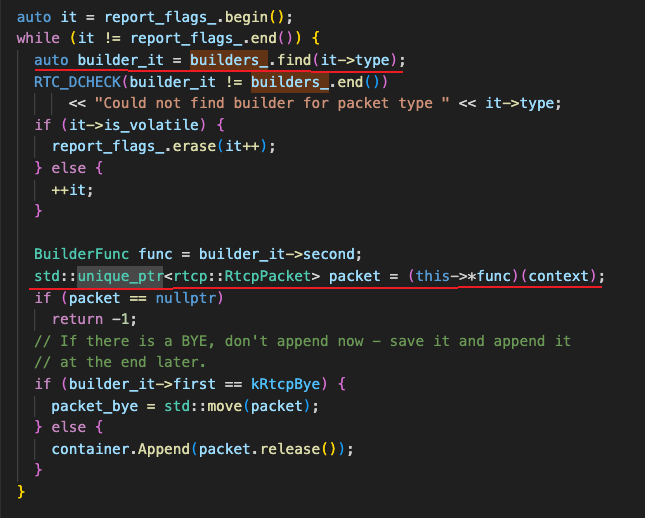 auto it = report_flags_.begin();
while (it != report_flags_.end()) {
auto builder_it = builders_.find(it->type);
RTC_DCHECK(builder_it != builders_.end())
<< "Could not find builder for packet type " << it->type;
if (it->is_volatile) {
report_flags_.erase(it++);
} else {
++it;
}
BuilderFunc func = builder_it->second;
std::unique_ptr<rtcp::RtcpPacket> packet = (this->*func)(context);
if (packet == nullptr)
return -1;
// If there is a BYE, don't append now - save it and append it
// at the end later.
if (builder_it->first == kRtcpBye) {
packet_bye = std::move(packet);
} else {
container.Append(packet.release());
}
}